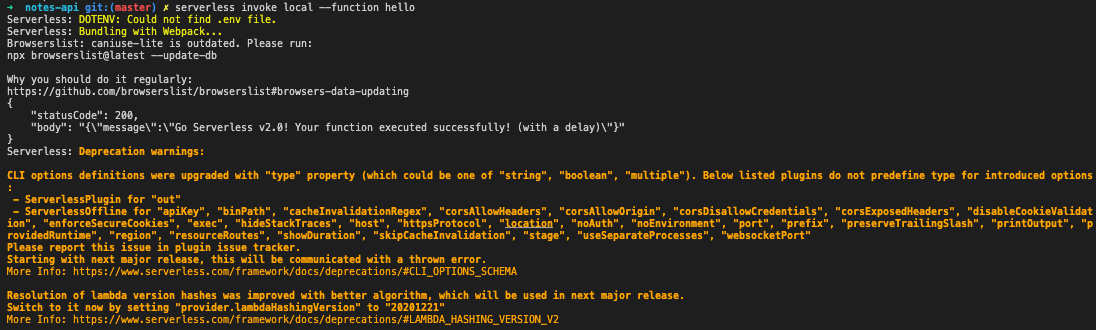 ➜  notes-api git:(master) ✗ serverless invoke local --function hello
Serverless: DOTENV: Could not find .env file.
Serverless: Bundling with Webpack...
Browserslist: caniuse-lite is outdated. Please run:
npx browserslist@latest --update-db

Why you should do it regularly:
https://github.com/browserslist/browserslist#browsers-data-updating
{
    "statusCode": 200,
    "body": "{\"message\":\"Go Serverless v2.0! Your function executed successfully! (with a delay)\"}"
}
Serverless: Deprecation warnings:

CLI options definitions were upgraded with "type" property (which could be one of "string", "boolean", "multiple"). Below listed plugins do not predefine type for introduced options
:
 - ServerlessPlugin for "out"
 - ServerlessOffline for "apiKey", "binPath", "cacheInvalidationRegex", "corsAllowHeaders", "corsAllowOrigin", "corsDisallowCredentials", "corsExposedHeaders", "disableCookieValidat
ion", "enforceSecureCookies", "exec", "hideStackTraces", "host", "httpsProtocol", "location", "noAuth", "noEnvironment", "port", "prefix", "preserveTrailingSlash", "printOutput", "p
rovidedRuntime", "region", "resourceRoutes", "showDuration", "skipCacheInvalidation", "stage", "useSeparateProcesses", "websocketPort"
Please report this issue in plugin issue tracker.
Starting with next major release, this will be communicated with a thrown error.
More Info: https://www.serverless.com/framework/docs/deprecations/#CLI_OPTIONS_SCHEMA

Resolution of lambda version hashes was improved with better algorithm, which will be used in next major release.
Switch to it now by setting "provider.lambdaHashingVersion" to "20201221"
More Info: https://www.serverless.com/framework/docs/deprecations/#LAMBDA_HASHING_VERSION_V2